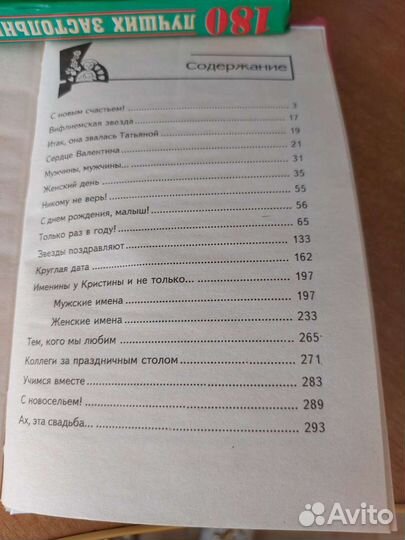 180 ЛУЧШИХ ЗАСТОЛЬН
Содержание
С новым счастьем! 3
Вифлиемская звезда 17
Итак, она звалась Татьяной 19
Сердце Валентина 21
Мужчины, мужчины... 31
Женский день 35
Никому не верь! 55
С днем рождения, малыш! 56
Только раз в году! 65
Звезды поздравляют 133
Круглая дата 162
Именины у Кристины и не только... 197
Мужские имена 197
Женские имена 233
Тем, кого мы любим 265
Коллеги за праздничным столом 271
Учимся вместе 283
С новосельем! 289
Ах, эта свадьба... 293
Avito